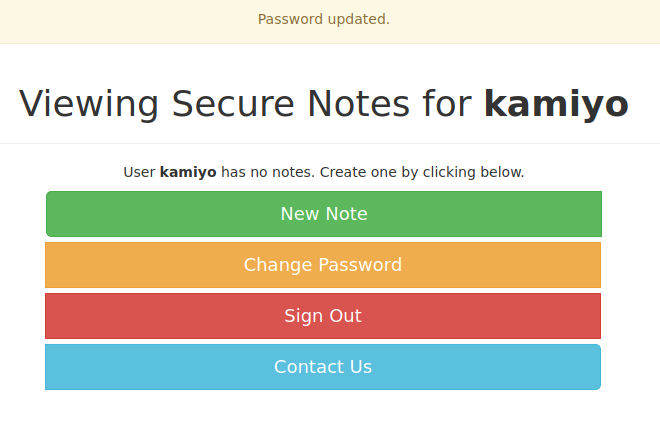 Password updated.
Viewing Secure Notes for kamiyo
User kamiyo has no notes. Create one by clicking below.
New Note
Change Password
Sign Out
Contact Us